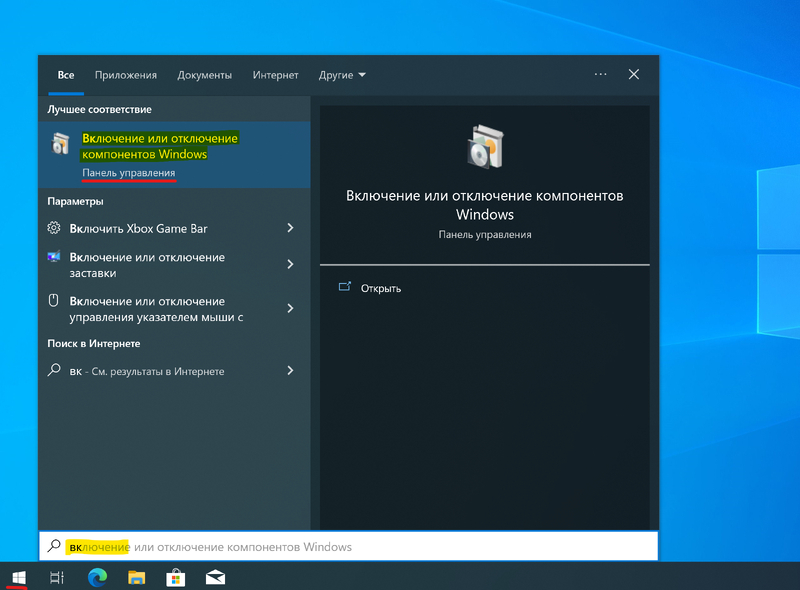 Все Приложения Документы Интернет Другие
Лучшее соответствие
Включение или отключение
компонентов Windows
Панель управления
Параметры
Включить Xbox Game Bar
Включение или отключение
заставки
Включение или отключение
управления указателем мыши с
Поиск в Интернете
вк - См. результаты в Интернете
Включение или отключение компонентов
Windows
Панель управления
Открыть
включение или отключение компонентов Windows